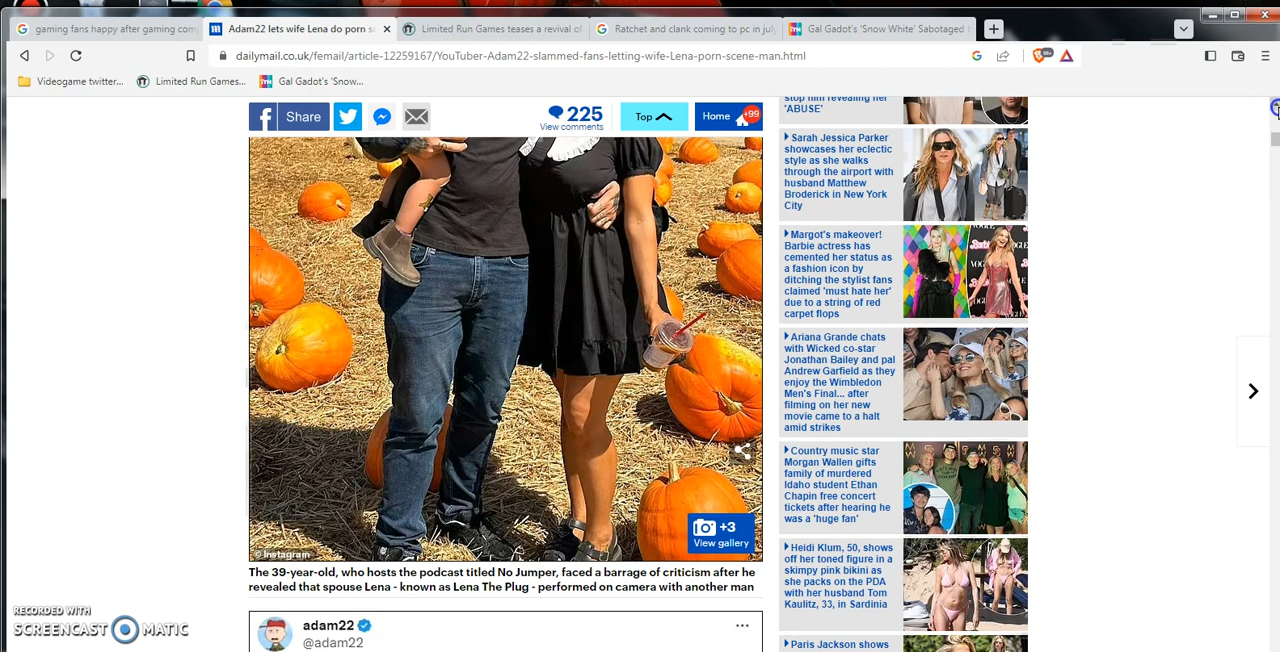 gaming fans happy after gaming com
Adam22 lets wife Lena do porn s
Limited Run Games teases a revival of
Ratchet and clank coming to pc in july
Gal Gadot's 'Snow White' Sabotaged
dailymail.co.uk/femail/article-12259167/YouTuber-Adam22-slammed-fans-letting-wife-Lena-porn-scene-man.html
99+
Videogame twitter...
Limited Run Games...
Gal Gadot's 'Snow...
Share
225
View comments
Top
Home
+99
+3
View gallery
© Instagram
The 39-year-old, who hosts the podcast titled No Jumper, faced a barrage of criticism after he
revealed that spouse Lena - known as Lena The Plug - performed on camera with another man
adam22
@adam22
stop him revealing her
'ABUSE'
Sarah Jessica Parker
showcases her eclectic
style as she walks
through the airport with
husband Matthew
Broderick in New York
City
Margot's makeover!
Barbie actress has
cemented her status as
a fashion icon by
ditching the stylist fans
claimed 'must hate her'
due to a string of red
carpet flops
Ariana Grande chats
with Wicked co-star
Jonathan Bailey and pal
Andrew Garfield as they
enjoy the Wimbledon
Men's Final... after
filming on her new
movie came to a halt
amid strikes
Country music star
Morgan Wallen gifts
family of murdered
Idaho student Ethan
Chapin free concert
tickets after hearing he
was a 'huge fan'
Heidi Klum, 50, shows
off her toned figure in a
skimpy pink bikini as
she packs on the PDA
with her husband Tom
Kaulitz, 33, in Sardinia
Paris Jackson shows
RECORDED WITH
SCREENCAST MATIC